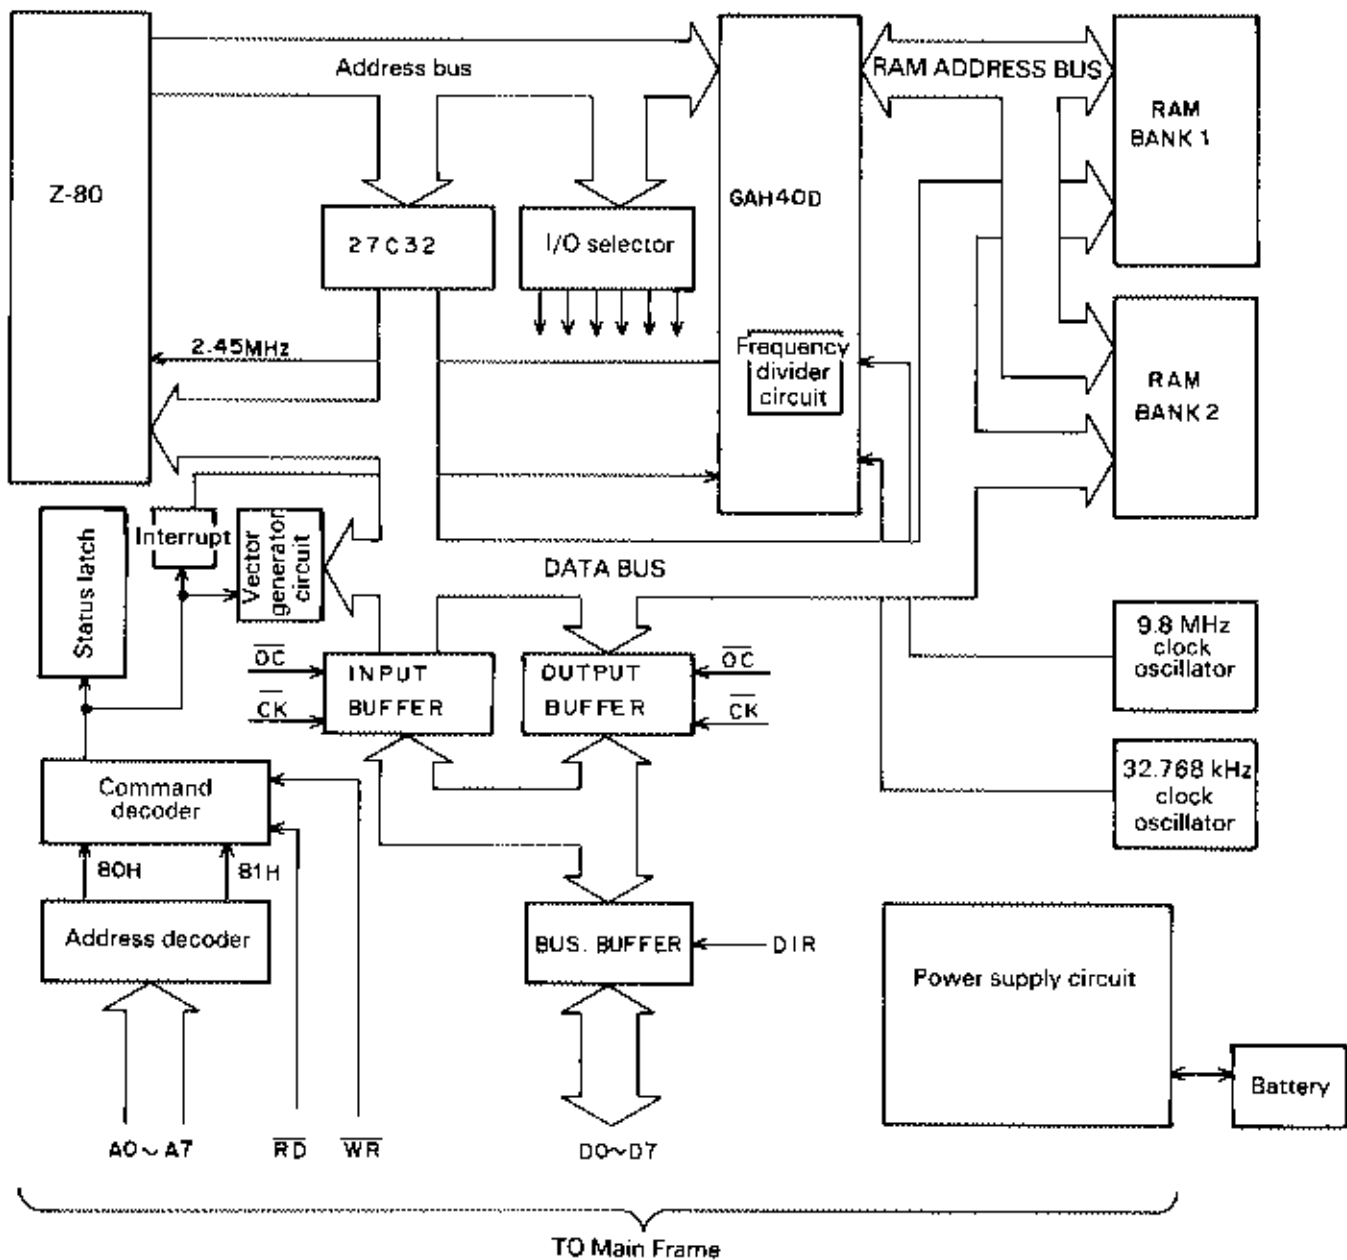 Address bus
RAM ADDRESS BUS
RAM
BANK 1
Z-80
GAH40D
27C32
I/O selector
2.45MHz
Frequency
divider
circuit
RAM
BANK 2
Status latch
Interrupt
Vector
generator
circuit
DATA BUS
9.8 MHz
clock
oscillator
OC
INPUT
BUFFER
CK
OUTPUT
BUFFER
OC
CK
32.768 kHz
clock
oscillator
Command
decoder
80H
81H
Address decoder
BUS. BUFFER
DIR
Power supply circuit
Battery
A0~A7
RD
WR
D0~D7
TO Main Frame